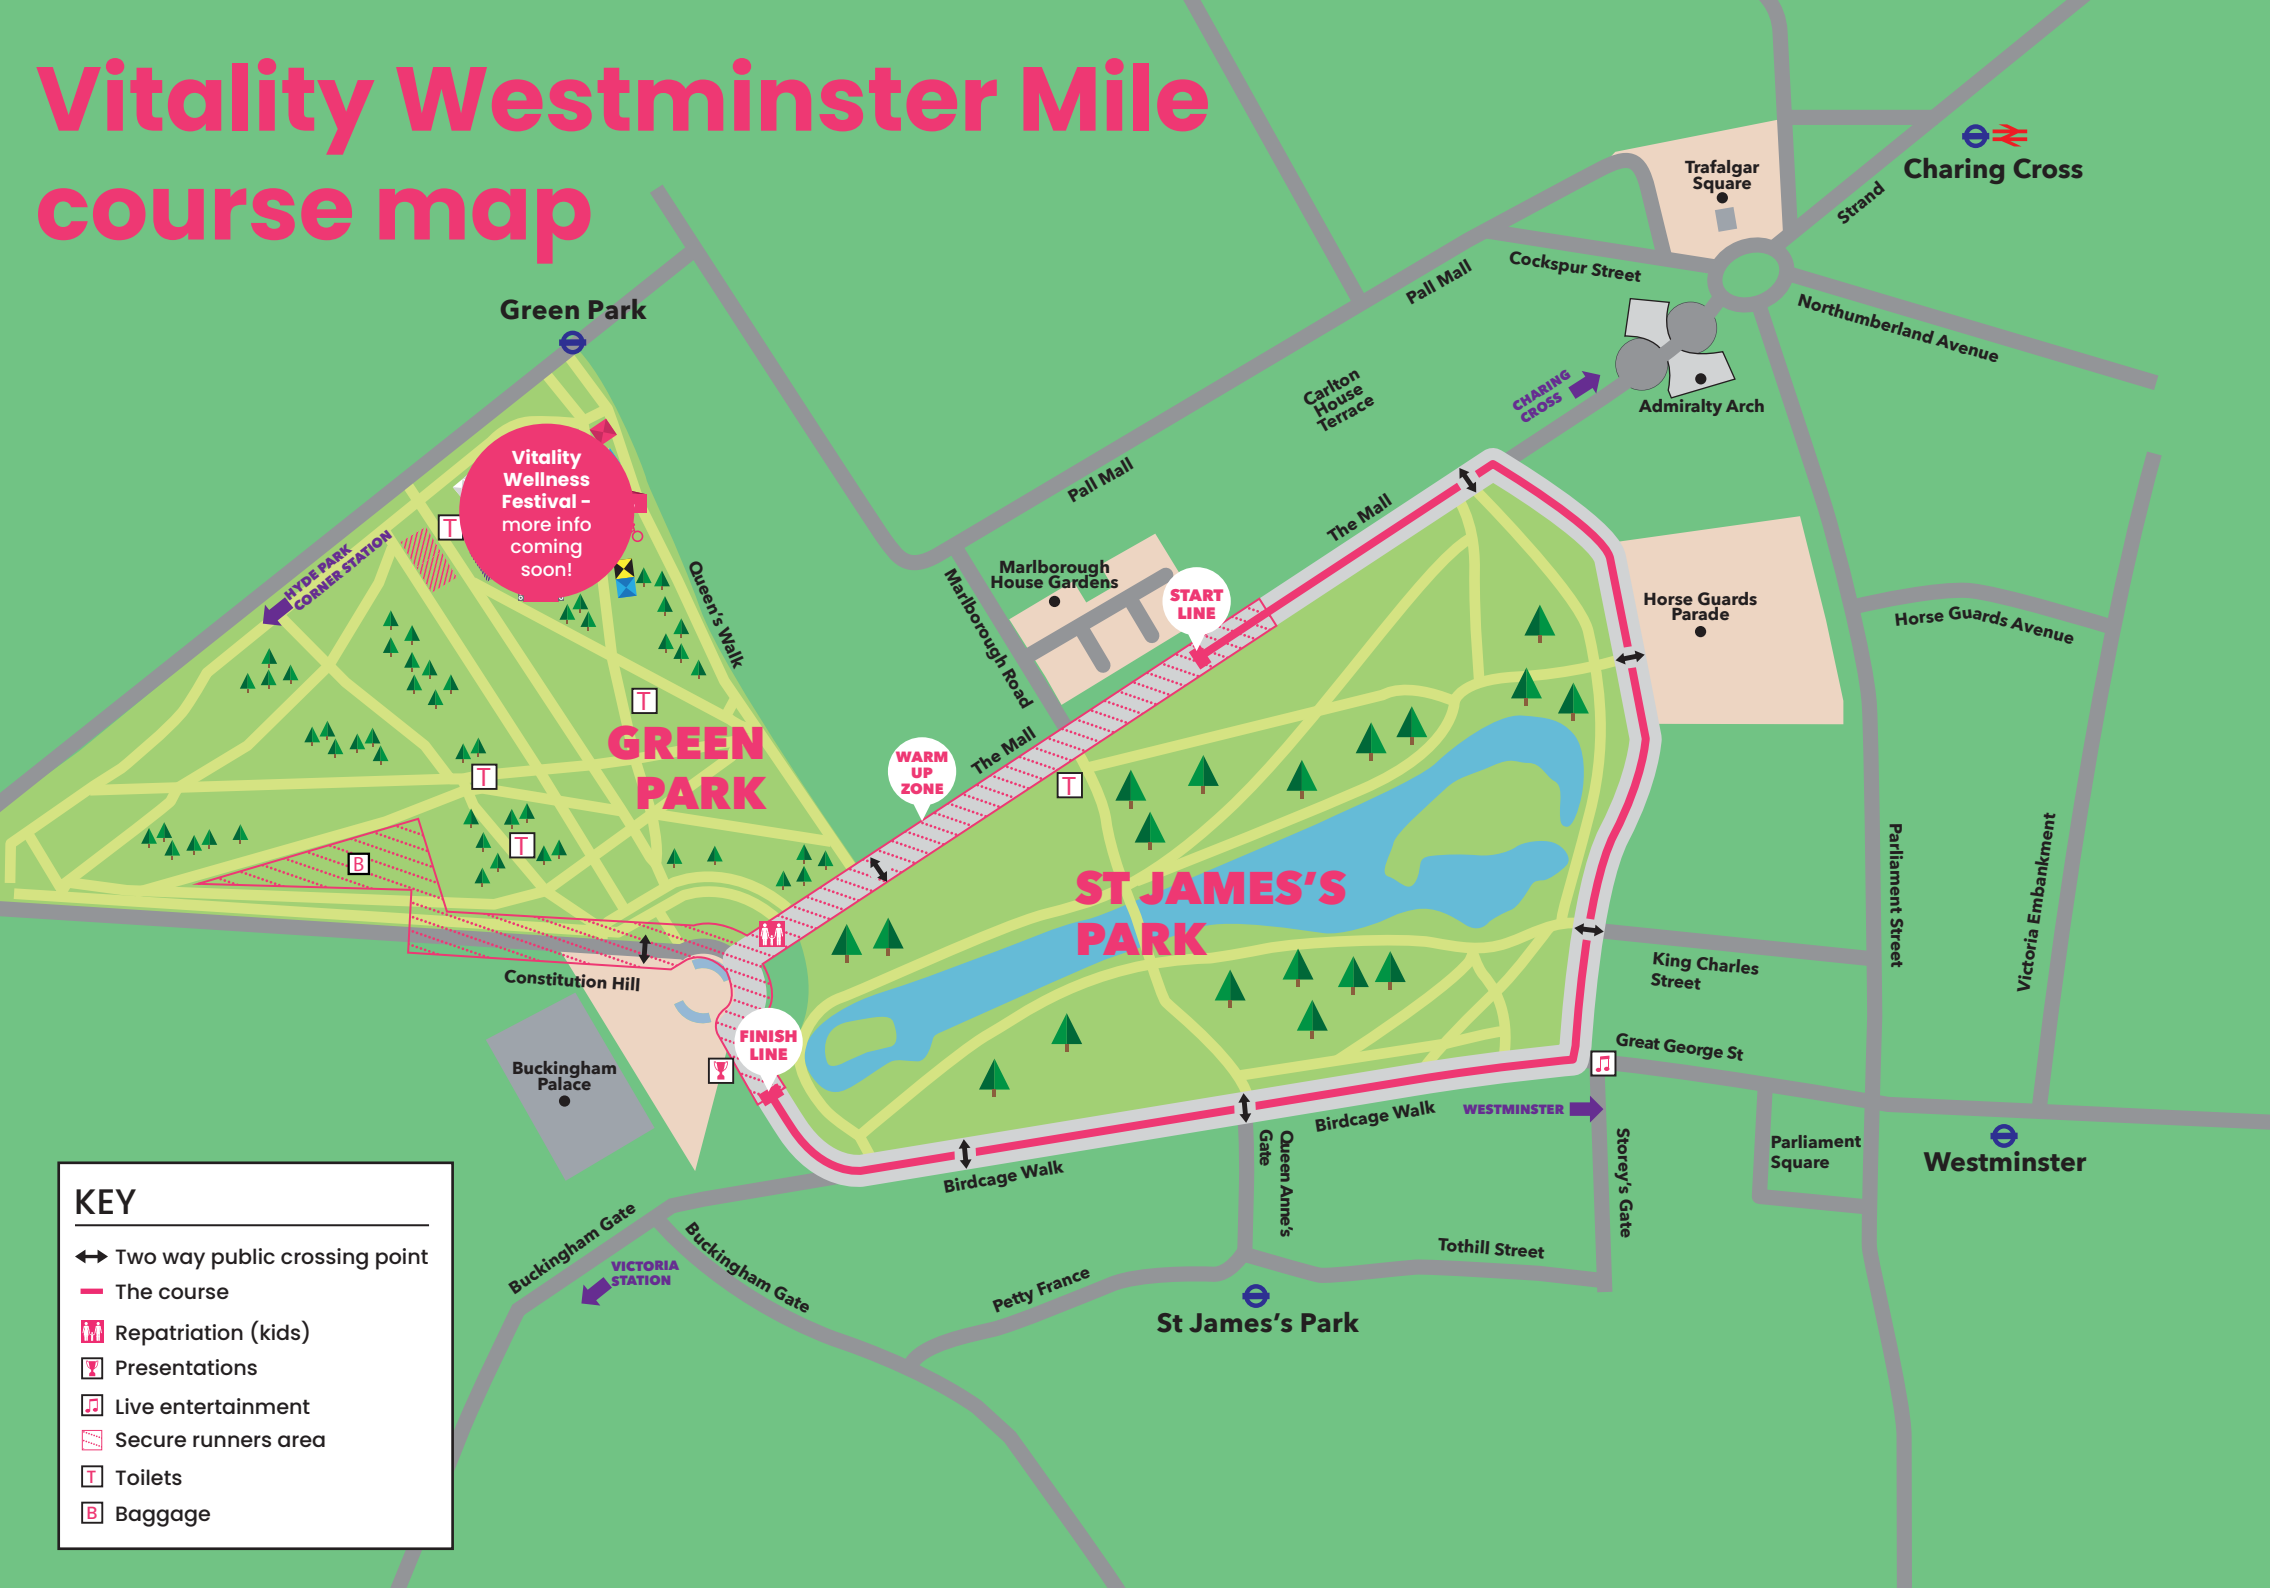 Vitality Westminster Mile
course map
Charing Cross
Trafalgar
Square
Strand
Cockspur Street
Pall Mall
Northumberland Avenue
Green Park
CHARING
CROSS
Carlton
House
Terrace
Admiralty Arch
Vitality
Wellness
Festival -
more info
coming
soon!
T
Pall Mall
The Mall
HYDE PARK
CORNER STATION
Queen's Walk
Marlborough
House Gardens
Marlborough Road
START
LINE
Horse Guards
Parade
Horse Guards Avenue
T
GREEN
PARK
WARM
UP
ZONE
The Mall
T
T
T
B
ST JAMES'S
PARK
Parliament Street
Victoria Embankment
Constitution Hill
King Charles
Street
FINISH
LINE
Great George St
Buckingham
Palace
Birdcage Walk
WESTMINSTER
Birdcage Walk
Queen Anne's
Gate
Storey's Gate
Parliament
Square
Westminster
Buckingham Gate
Buckingham Gate
VICTORIA
STATION
Petty France
Tothill Street
St James's Park
KEY
Two way public crossing point
The course
Repatriation (kids)
Presentations
Live entertainment
Secure runners area
T Toilets
B Baggage